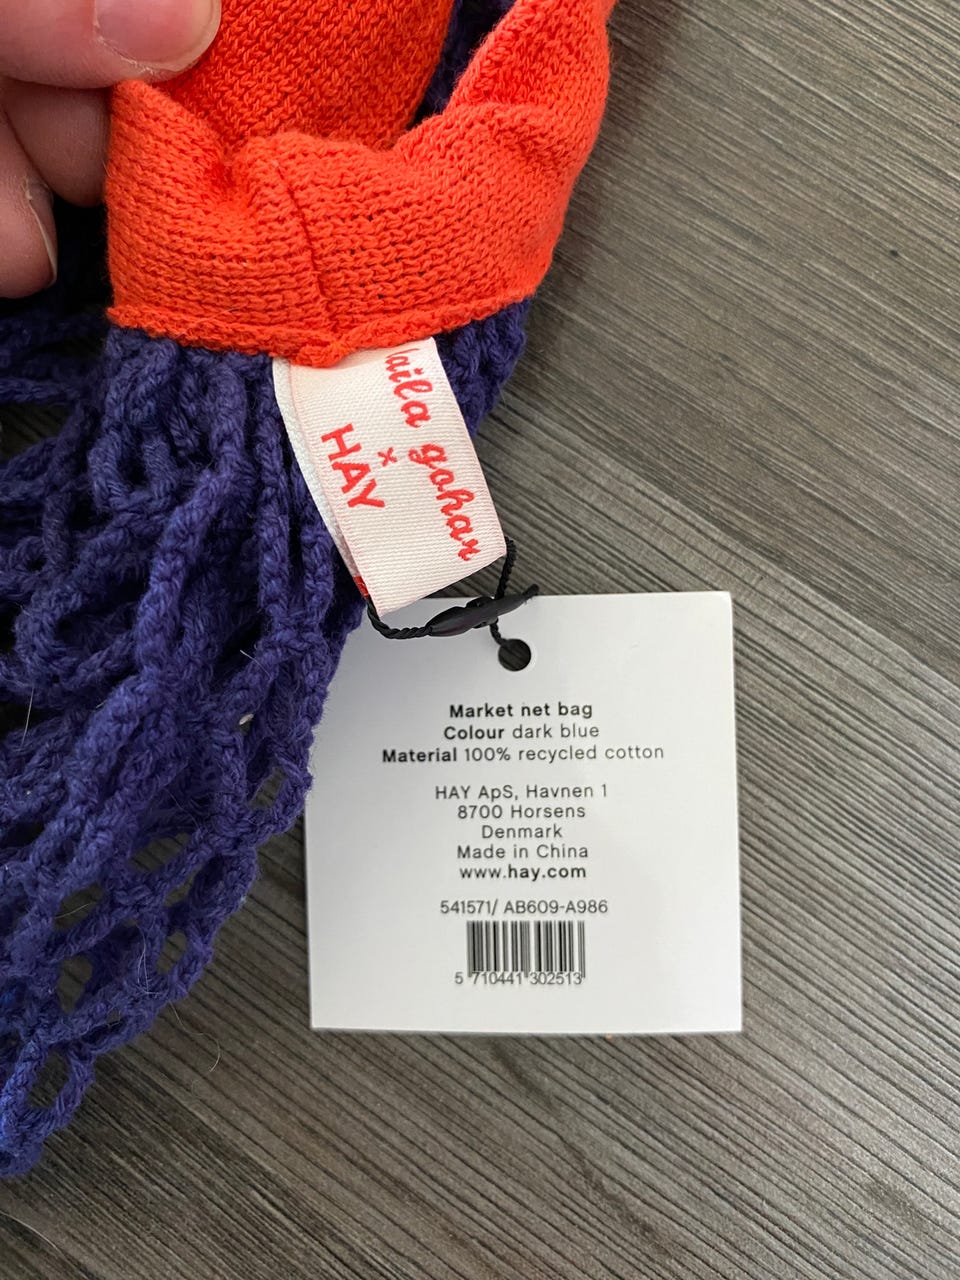 laila gohar
x
HAY
Market net bag
Colour dark blue
Material 100% recycled cotton
HAY ApS, Havnen 1
8700 Horsens
Denmark
Made in China
www.hay.com
541571/ AB609-A986
5 710441 302513